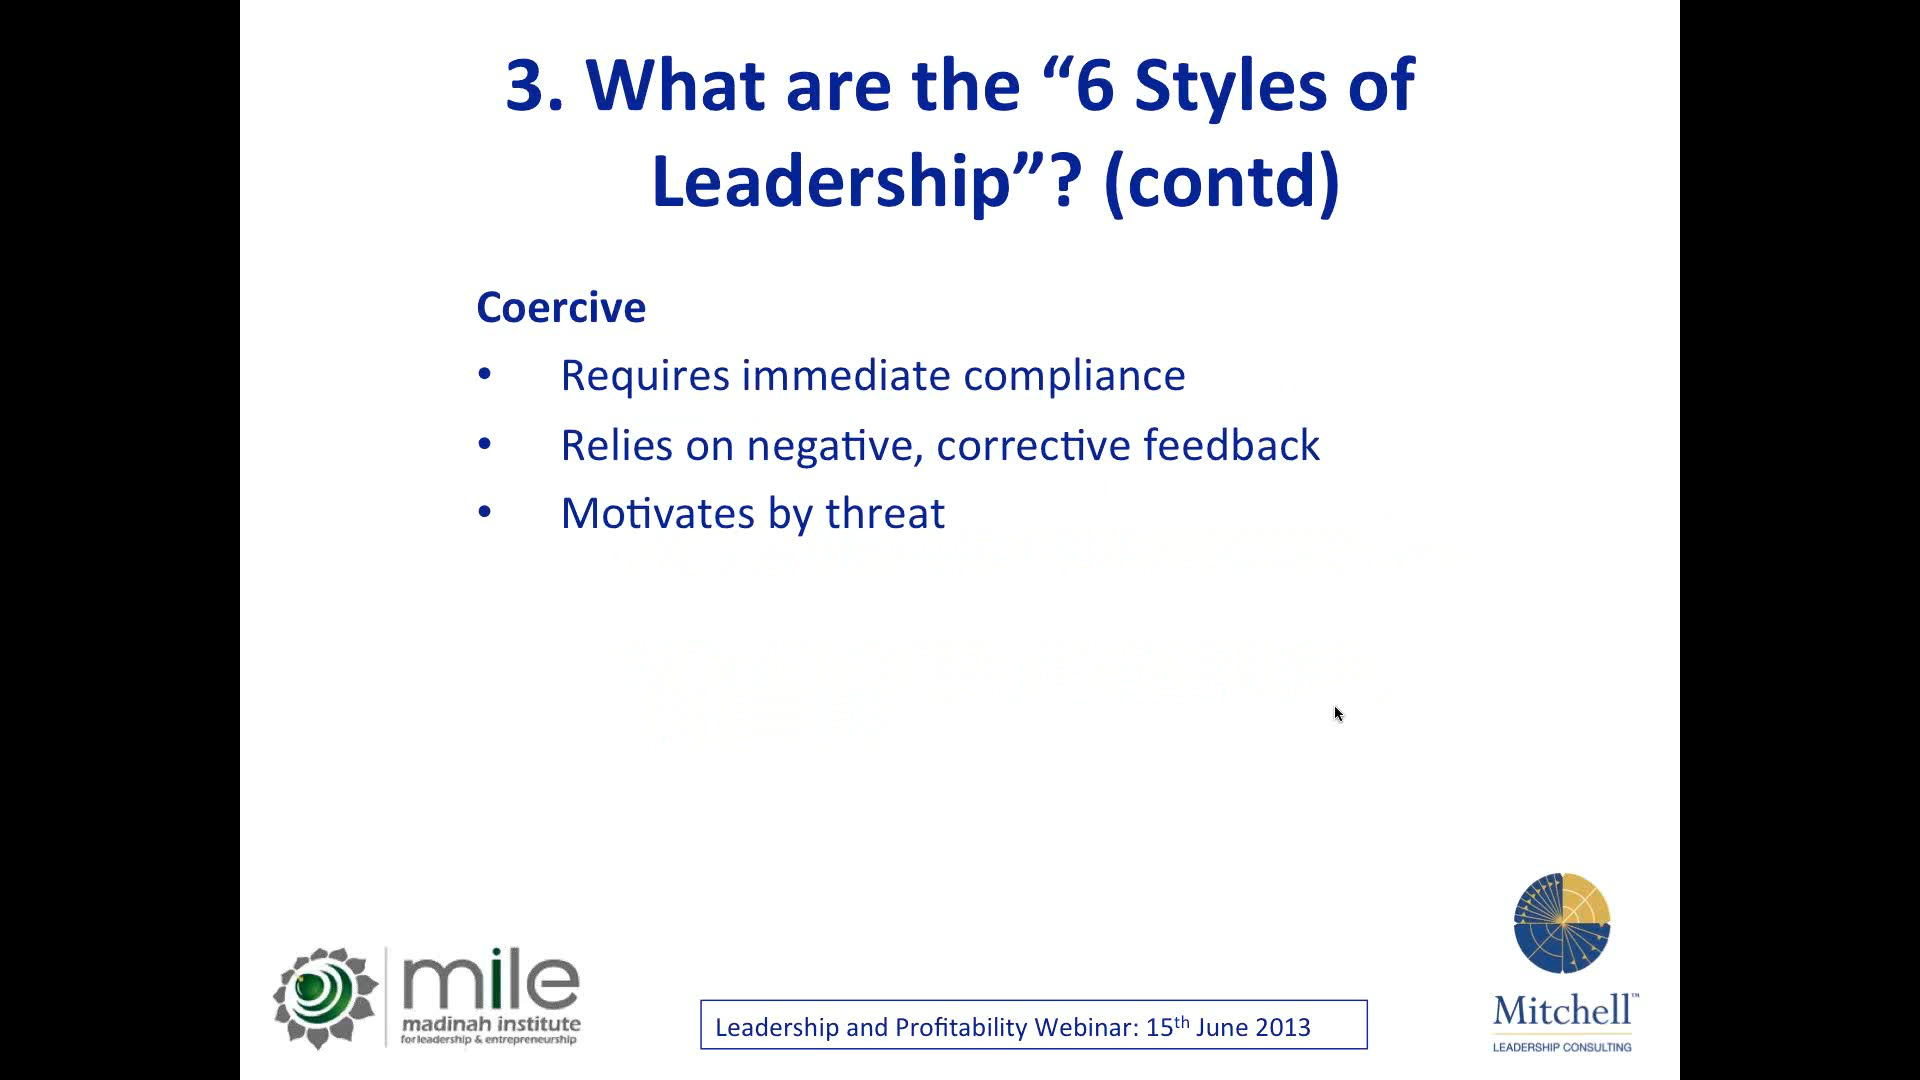 3. What are the “6 Styles of
Leadership”? (contd)
Coercive
• Requires immediate compliance
• Relies on negative, corrective feedback
• Motivates by threat
mile
madinah institute
for leadership & entrepreneurship
Leadership and Profitability Webinar: 15th June 2013
Mitchell™
LEADERSHIP CONSULTING